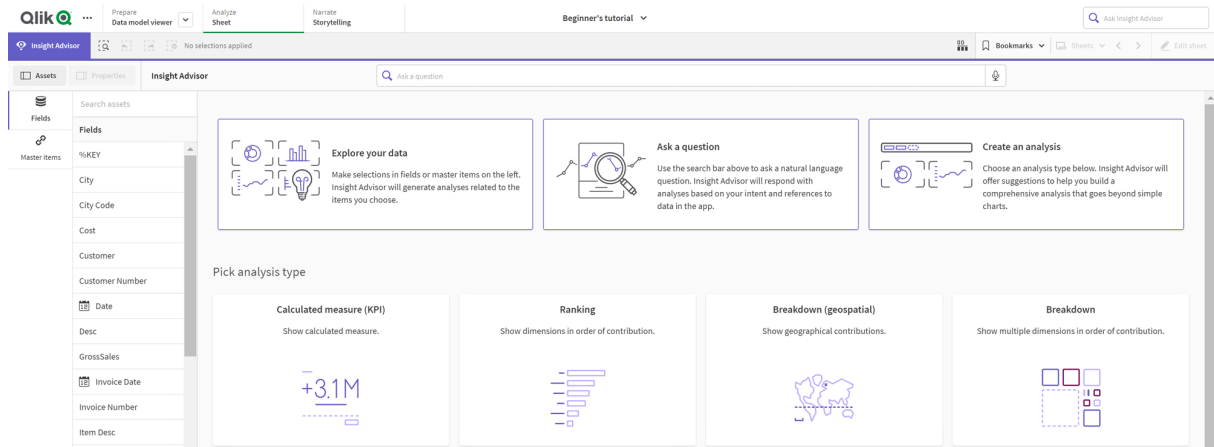 Qlik
Prepare
Data model viewer
Analyze
Sheet
Narrate
Storytelling
Beginner's tutorial
Ask Insight Advisor
Insight Advisor
No selections applied
Bookmarks
Sheets
Edit sheet
Assets
Properties
Insight Advisor
Ask a question
Fields
Master items
Search assets
Fields
%KEY
City
City Code
Cost
Customer
Customer Number
Date
Desc
GrossSales
Invoice Date
Invoice Number
Item Desc
Explore your data
Make selections in fields or master items on the left.
Insight Advisor will generate analyses related to the
items you choose.
Ask a question
Use the search bar above to ask a natural language
question. Insight Advisor will respond with
analyses based on your intent and references to
data in the app.
Create an analysis
Choose an analysis type below. Insight Advisor will
offer suggestions to help you build a
comprehensive analysis that goes beyond simple
charts.
Pick analysis type
Calculated measure (KPI)
Show calculated measure.
+3.1M
Ranking
Show dimensions in order of contribution.
Breakdown (geospatial)
Show geographical contributions.
Breakdown
Show multiple dimensions in order of contribution.